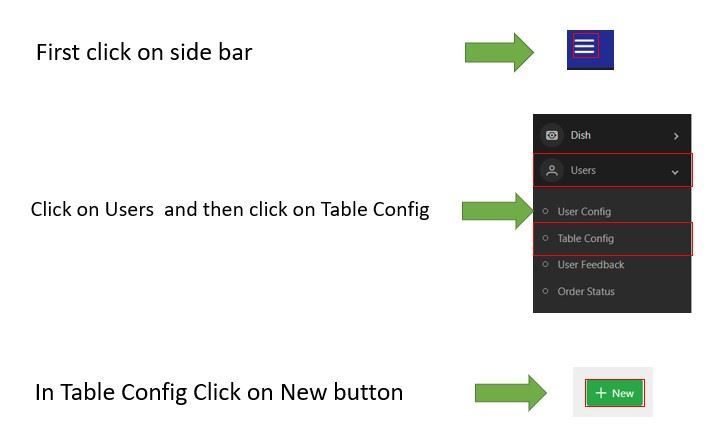 First click on side bar
Dish
Users
Click on Users and then click on Table Config
User Config
Table Config
User Feedback
Order Status
In Table Config Click on New button
+ New